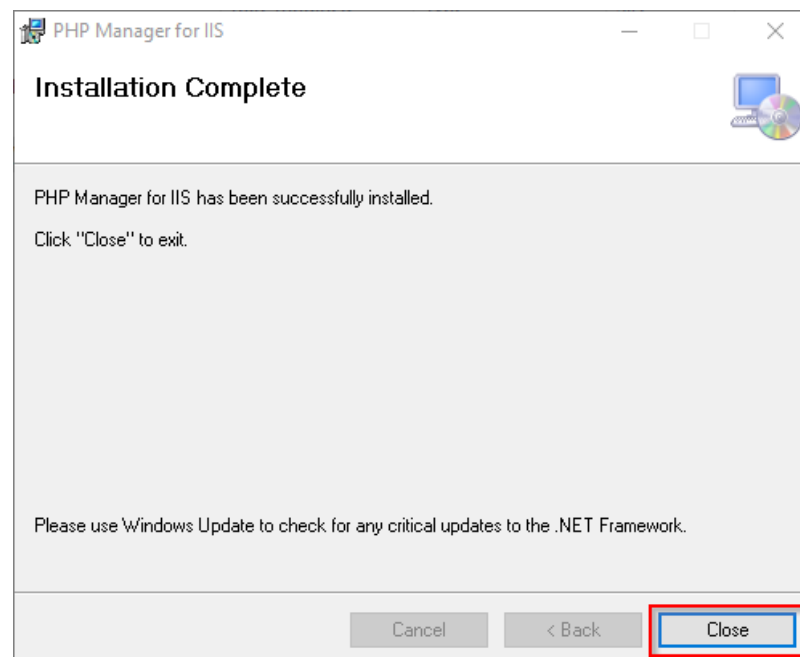 PHP Manager for IIS
Installation Complete
PHP Manager for IIS has been successfully installed.
Click "Close" to exit.
Please use Windows Update to check for any critical updates to the .NET Framework.
Cancel
< Back
Close